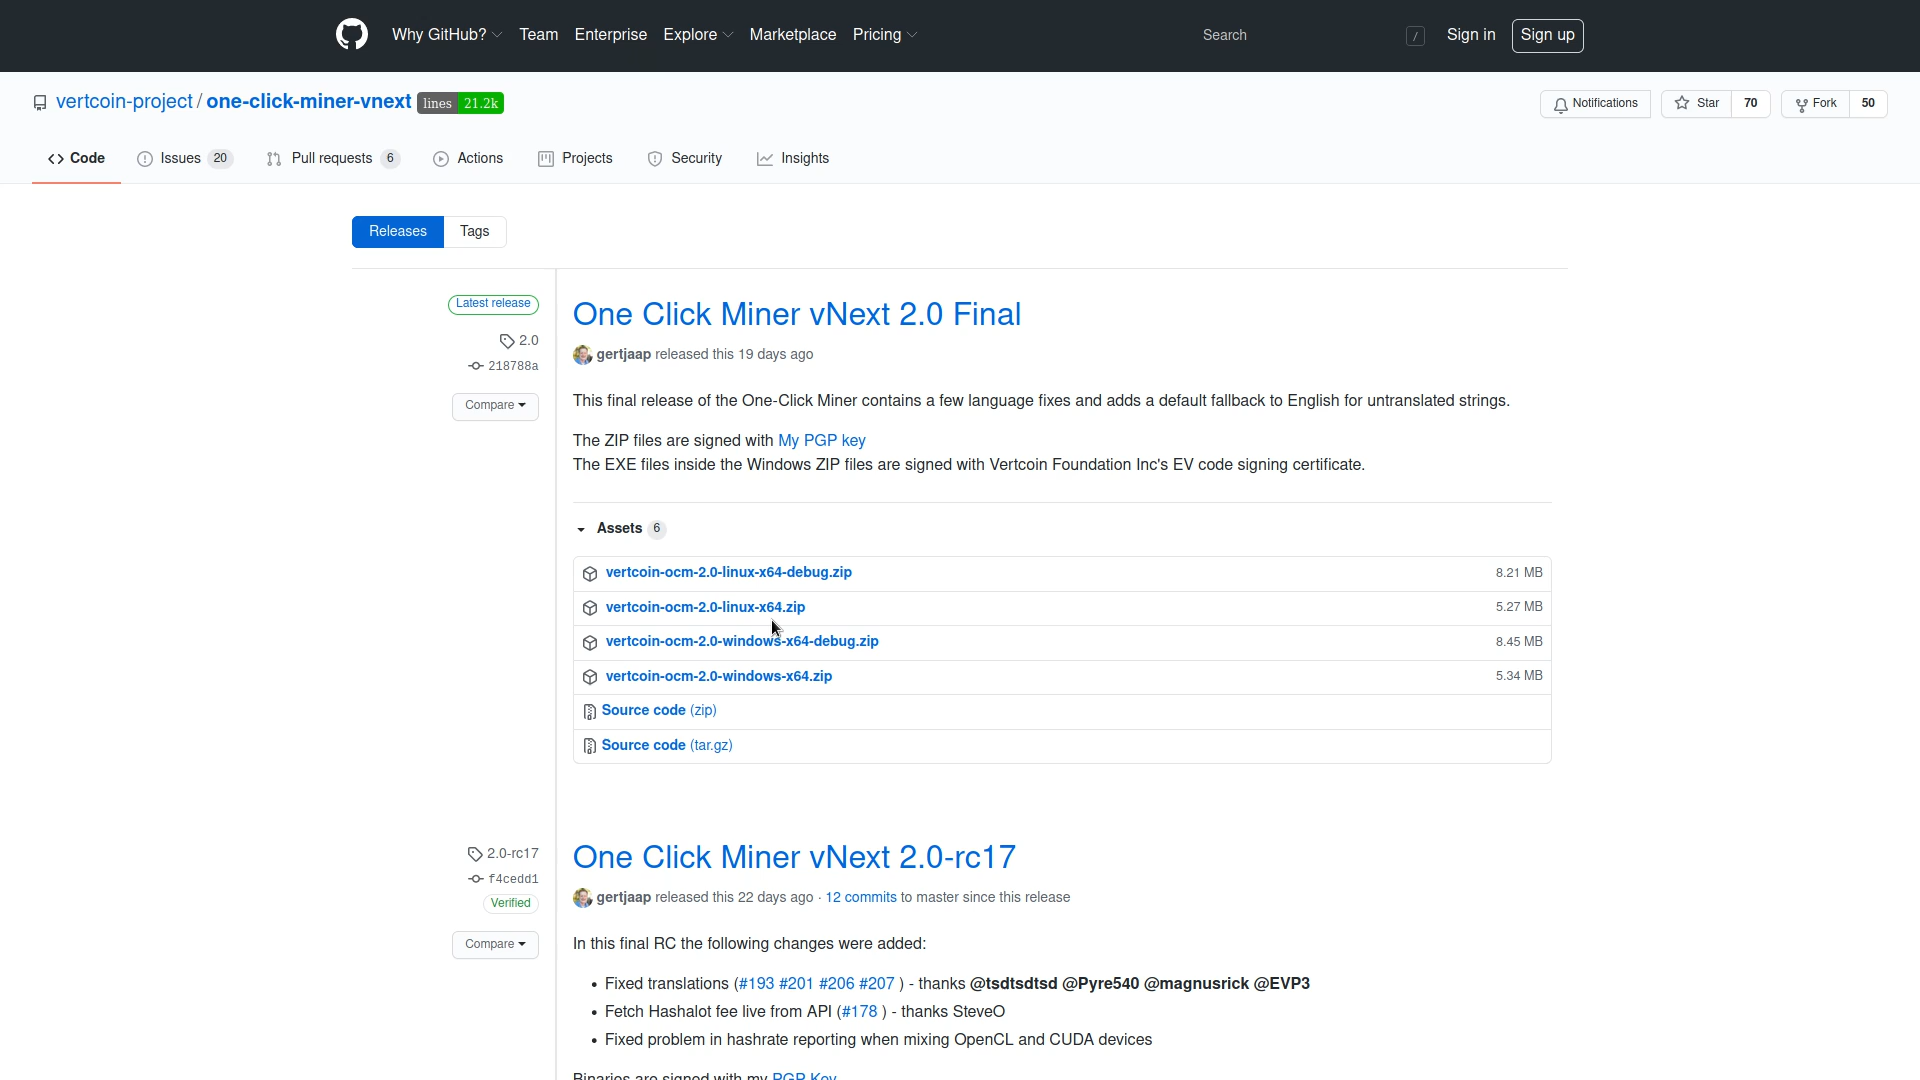 Why GitHub? Team Enterprise Explore Marketplace Pricing Search / Sign in Sign up
vertcoin-project / one-click-miner-vnext lines 21.2k Notifications Star 70 Fork 50
Code Issues 20 Pull requests 6 Actions Projects Security Insights
Releases Tags
Latest release
2.0
218788a
Compare
One Click Miner vNext 2.0 Final
gertjaap released this 19 days ago
This final release of the One-Click Miner contains a few language fixes and adds a default fallback to English for untranslated strings.
The ZIP files are signed with My PGP key
The EXE files inside the Windows ZIP files are signed with Vertcoin Foundation Inc's EV code signing certificate.
Assets 6
vertcoin-ocm-2.0-linux-x64-debug.zip 8.21 MB
vertcoin-ocm-2.0-linux-x64.zip 5.27 MB
vertcoin-ocm-2.0-windows-x64-debug.zip 8.45 MB
vertcoin-ocm-2.0-windows-x64.zip 5.34 MB
Source code (zip)
Source code (tar.gz)
2.0-rc17
f4cedd1
Verified
Compare
One Click Miner vNext 2.0-rc17
gertjaap released this 22 days ago · 12 commits to master since this release
In this final RC the following changes were added:
• Fixed translations (#193 #201 #206 #207 ) - thanks @tsdtsdtsd @Pyre540 @magnusrick @EVP3
• Fetch Hashalot fee live from API (#178 ) - thanks SteveO
• Fixed problem in hashrate reporting when mixing OpenCL and CUDA devices
Binaries are signed with my PGP Key